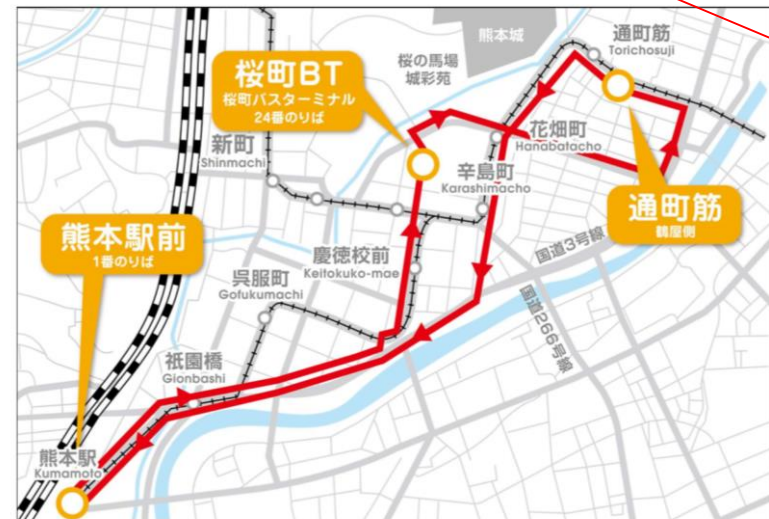 熊本城
通町筋
Torichosuji
桜の馬場
城彩苑
桜町BT
桜町バスターミナル
24番のりば
新町
Shinmachi
花畑町
Hanabatacho
辛島町
Karashimacho
通町筋
鶴屋側
熊本駅前
1番のりば
慶徳校前
Keitokuko-mae
呉服町
Gofukumachi
国道3号線
国道266号線
祇園橋
Gionbashi
熊本駅
Kumamoto